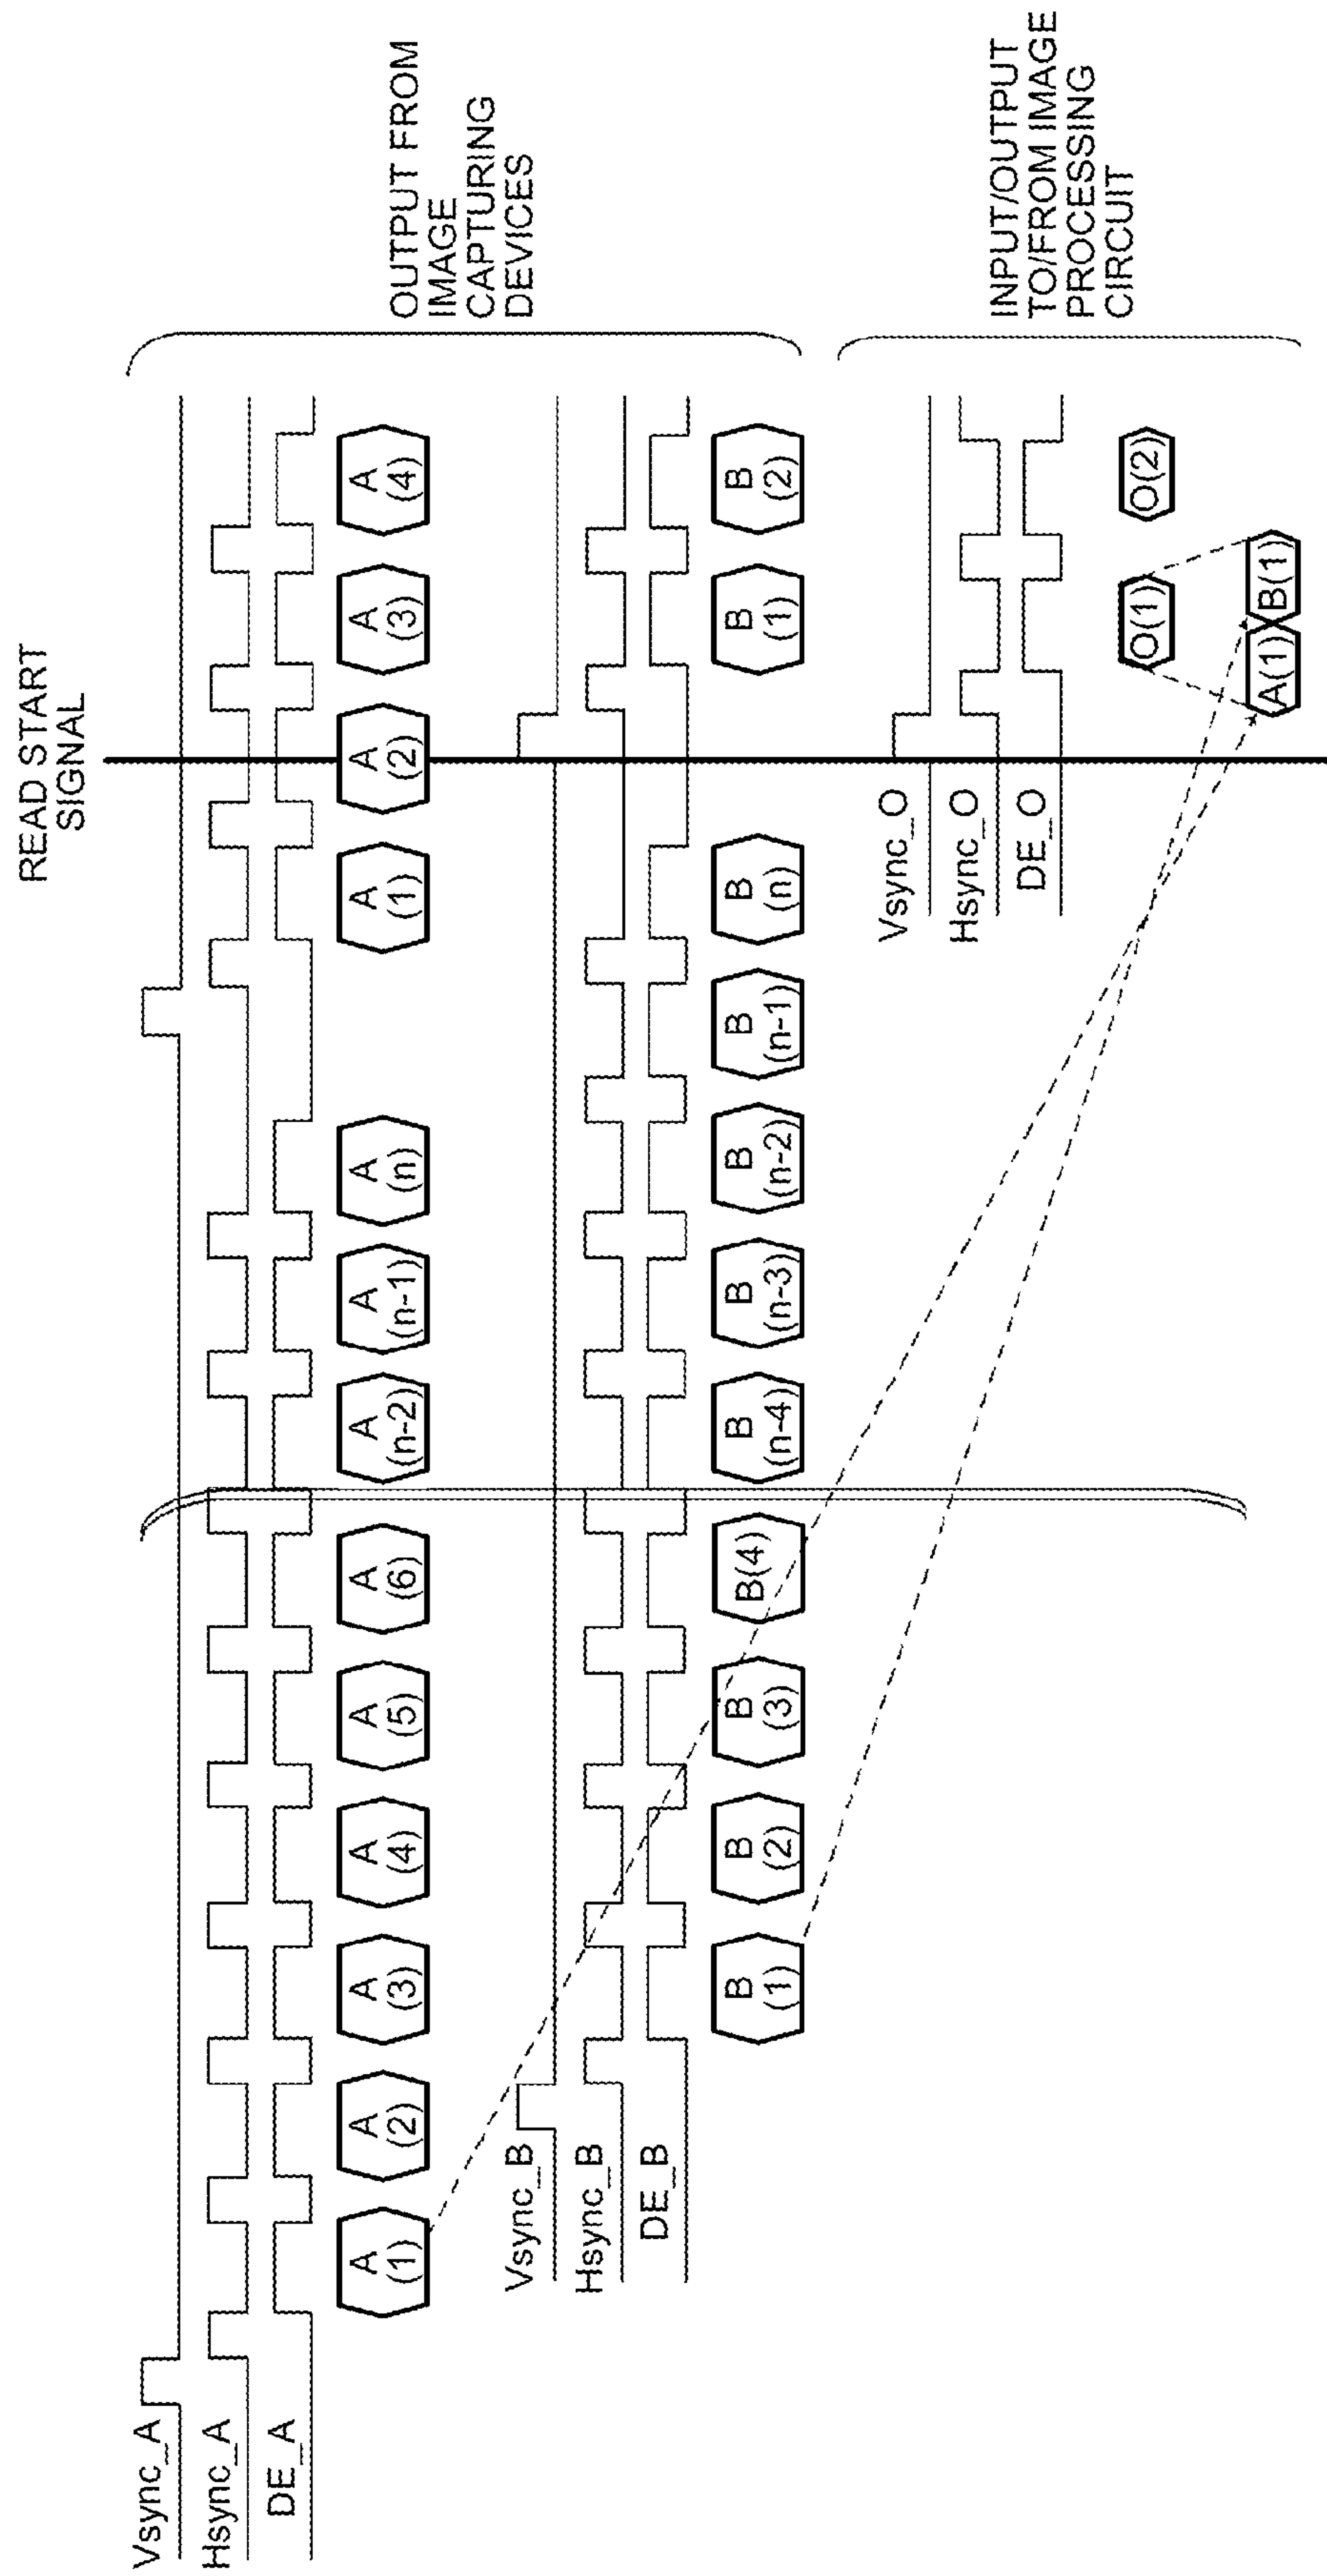 READ START
SIGNAL
Vsync_A
Hsync_A
DE_A
A
(1)
A
(2)
A
(3)
A
(4)
A
(5)
A
(6)
A
(n-2)
A
(n-1)
A
(n)
A
(1)
A
(2)
A
(3)
A
(4)
OUTPUT FROM
IMAGE
CAPTURING
DEVICES
Vsync_B
Hsync_B
DE_B
B
(1)
B
(2)
B
(3)
B(4)
B
(n-4)
B
(n-3)
B
(n-2)
B
(n-1)
B
(n)
B
(1)
B
(2)
Vsync_O
Hsync_O
DE_O
O(1)
O(2)
A(1)
B(1)
INPUT/OUTPUT
TO/FROM IMAGE
PROCESSING
CIRCUIT